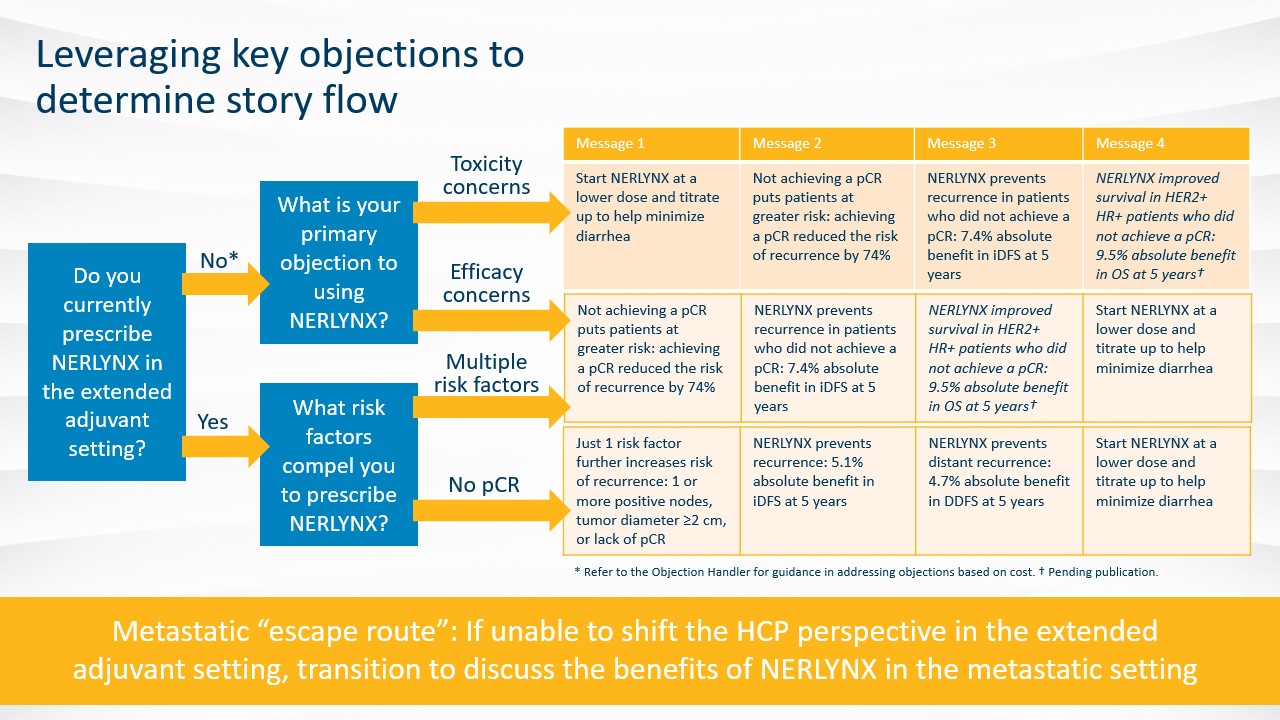 Leveraging key objections to
determine story flow
Do you
currently
prescribe
NERLYNX in
the extended
adjuvant
setting?
No*
Yes
What is your
primary
objection to
using
NERLYNX?
What risk
factors
compel you
to prescribe
NERLYNX?
Toxicity
concerns
Efficacy
concerns
Multiple
risk factors
No pCR
Message 1
Message 2
Message 3
Message 4
Start NERLYNX at a
lower dose and titrate
up to help minimize
diarrhea
Not achieving a pCR
puts patients at
greater risk: achieving
a pCR reduced the risk
of recurrence by 74%
NERLYNX prevents
recurrence in patients
who did not achieve a
pCR: 7.4% absolute
benefit in iDFS at 5
years
NERLYNX improved
survival in HER2+
HR+ patients who did
not achieve a pCR:
9.5% absolute benefit
in OS at 5 years†
Not achieving a pCR
puts patients at
greater risk: achieving
a pCR reduced the risk
of recurrence by 74%
NERLYNX prevents
recurrence in patients
who did not achieve a
pCR: 7.4% absolute
benefit in iDFS at 5
years
NERLYNX improved
survival in HER2+
HR+ patients who did
not achieve a pCR:
9.5% absolute benefit
in OS at 5 years†
Start NERLYNX at a
lower dose and
titrate up to help
minimize diarrhea
Just 1 risk factor
further increases risk
of recurrence: 1 or
more positive nodes,
tumor diameter ≥2 cm,
or lack of pCR
NERLYNX prevents
recurrence: 5.1%
absolute benefit in
iDFS at 5 years
NERLYNX prevents
distant recurrence:
4.7% absolute benefit
in DDFS at 5 years
Start NERLYNX at a
lower dose and
titrate up to help
minimize diarrhea
* Refer to the Objection Handler for guidance in addressing objections based on cost. † Pending publication.
Metastatic “escape route”: If unable to shift the HCP perspective in the extended
adjuvant setting, transition to discuss the benefits of NERLYNX in the metastatic setting